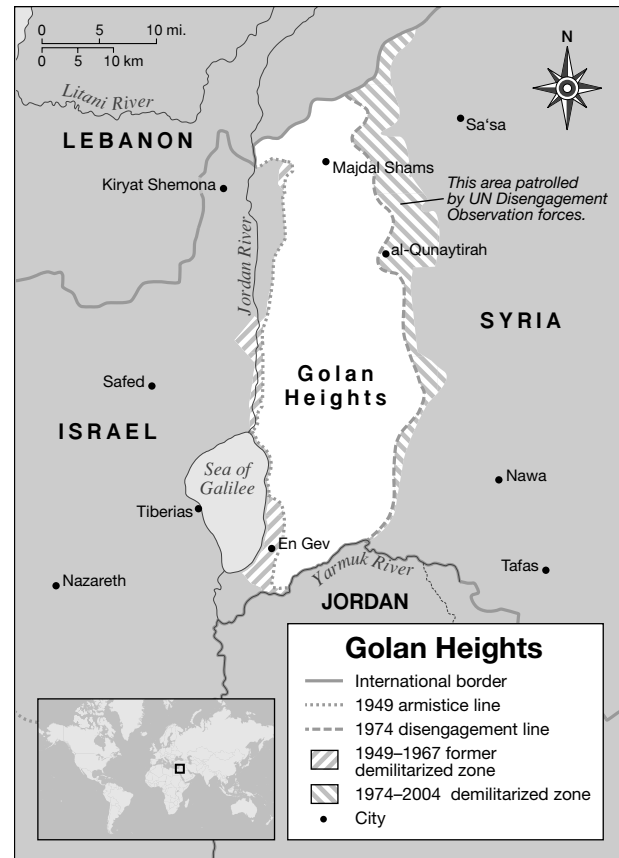 0 5 10 mi.
0 5 10 km
N
Litani River
LEBANON
Sa‘sa
Majdal Shams
Kiryat Shemona
This area patrolled
by UN Disengagement
Observation forces.
Jordan River
al-Qunaytirah
SYRIA
Golan
Heights
Safed
ISRAEL
Sea of
Galilee
Nawa
Tiberias
En Gev
Yarmuk River
Tafas
Nazareth
JORDAN
Golan Heights
International border
1949 armistice line
1974 disengagement line
1949–1967 former
demilitarized zone
1974–2004 demilitarized zone
City